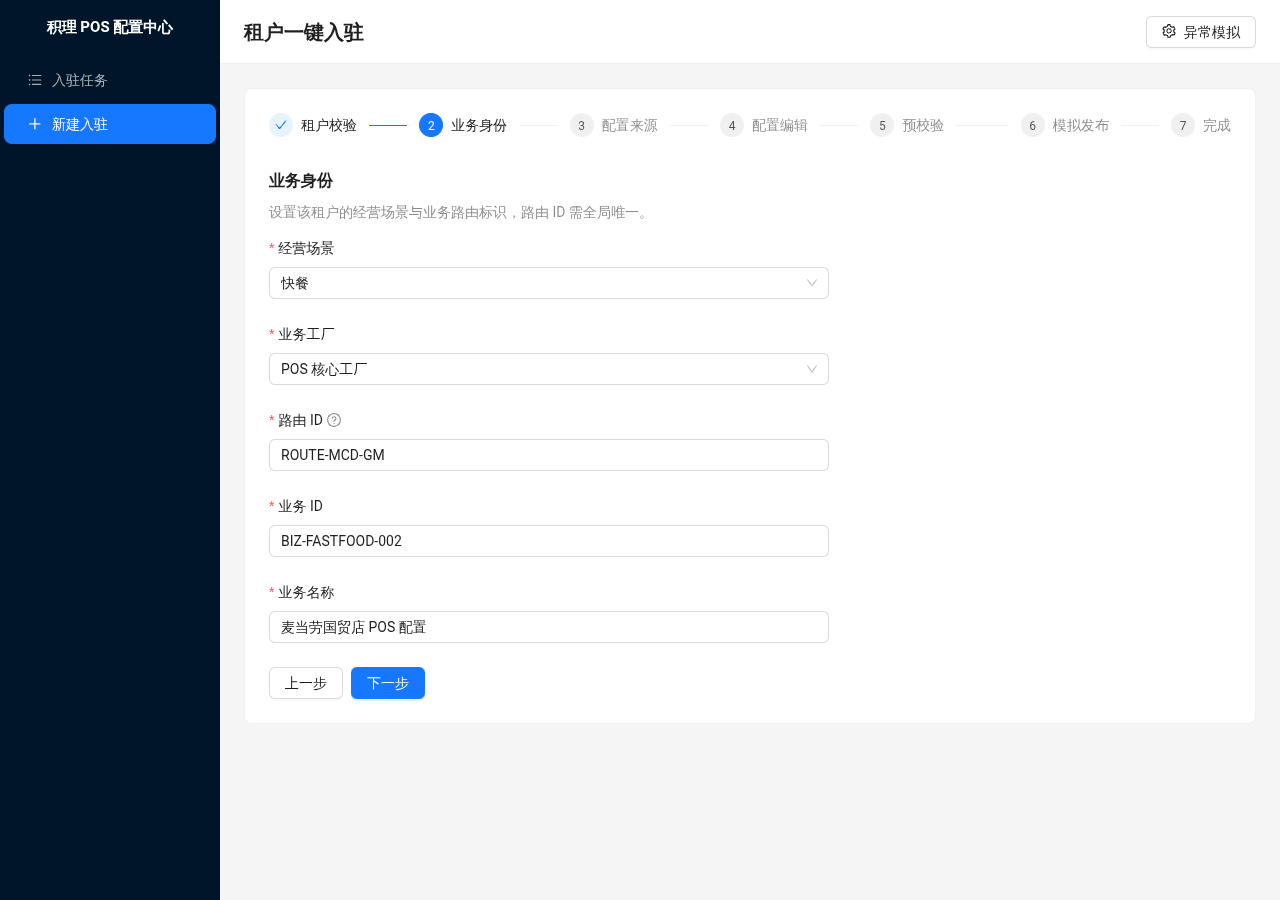 积理 POS 配置中心
入驻任务
新建入驻
租户一键入驻
异常模拟
租户校验
2 业务身份
3 配置来源
4 配置编辑
5 预校验
6 模拟发布
7 完成
业务身份
设置该租户的经营场景与业务路由标识，路由 ID 需全局唯一。
* 经营场景
快餐
* 业务工厂
POS 核心工厂
* 路由 ID
ROUTE-MCD-GM
* 业务 ID
BIZ-FASTFOOD-002
* 业务名称
麦当劳国贸店 POS 配置
上一步
下一步